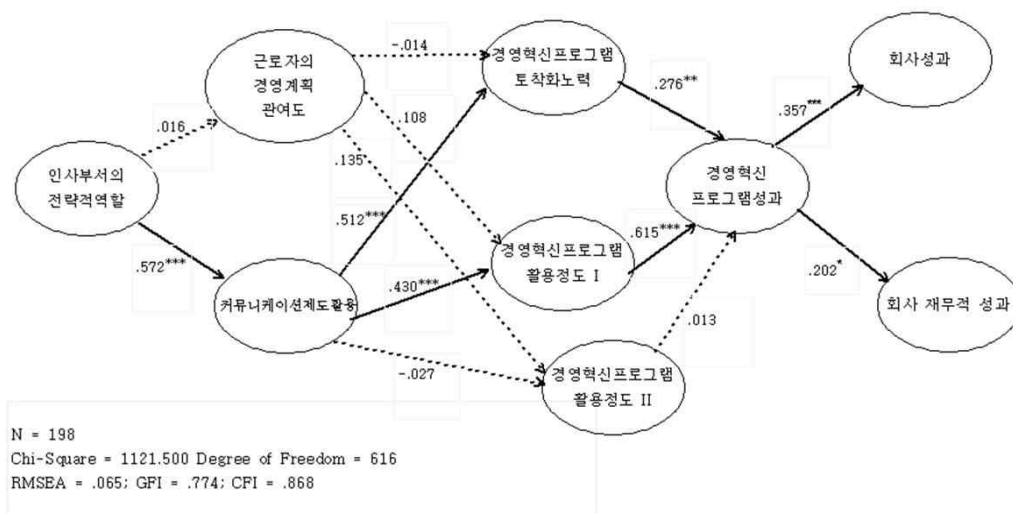 근로자의
경영계획
관여도
-.014
경영혁신프로그램
토착화노력
회사성과
.276**
.357***
.016
.108
.135
인사부서의
전략적역할
경영혁신
프로그램성과
.512***
경영혁신프로그램
활용정도 I
.615***
.572***
.430***
.202*
커뮤니케이션제도활용
회사 재무적 성과
.013
-.027
경영혁신프로그램
활용정도 II
N = 198
Chi-Square = 1121.500 Degree of Freedom = 616
RMSEA = .065; GFI = .774; CFI = .868